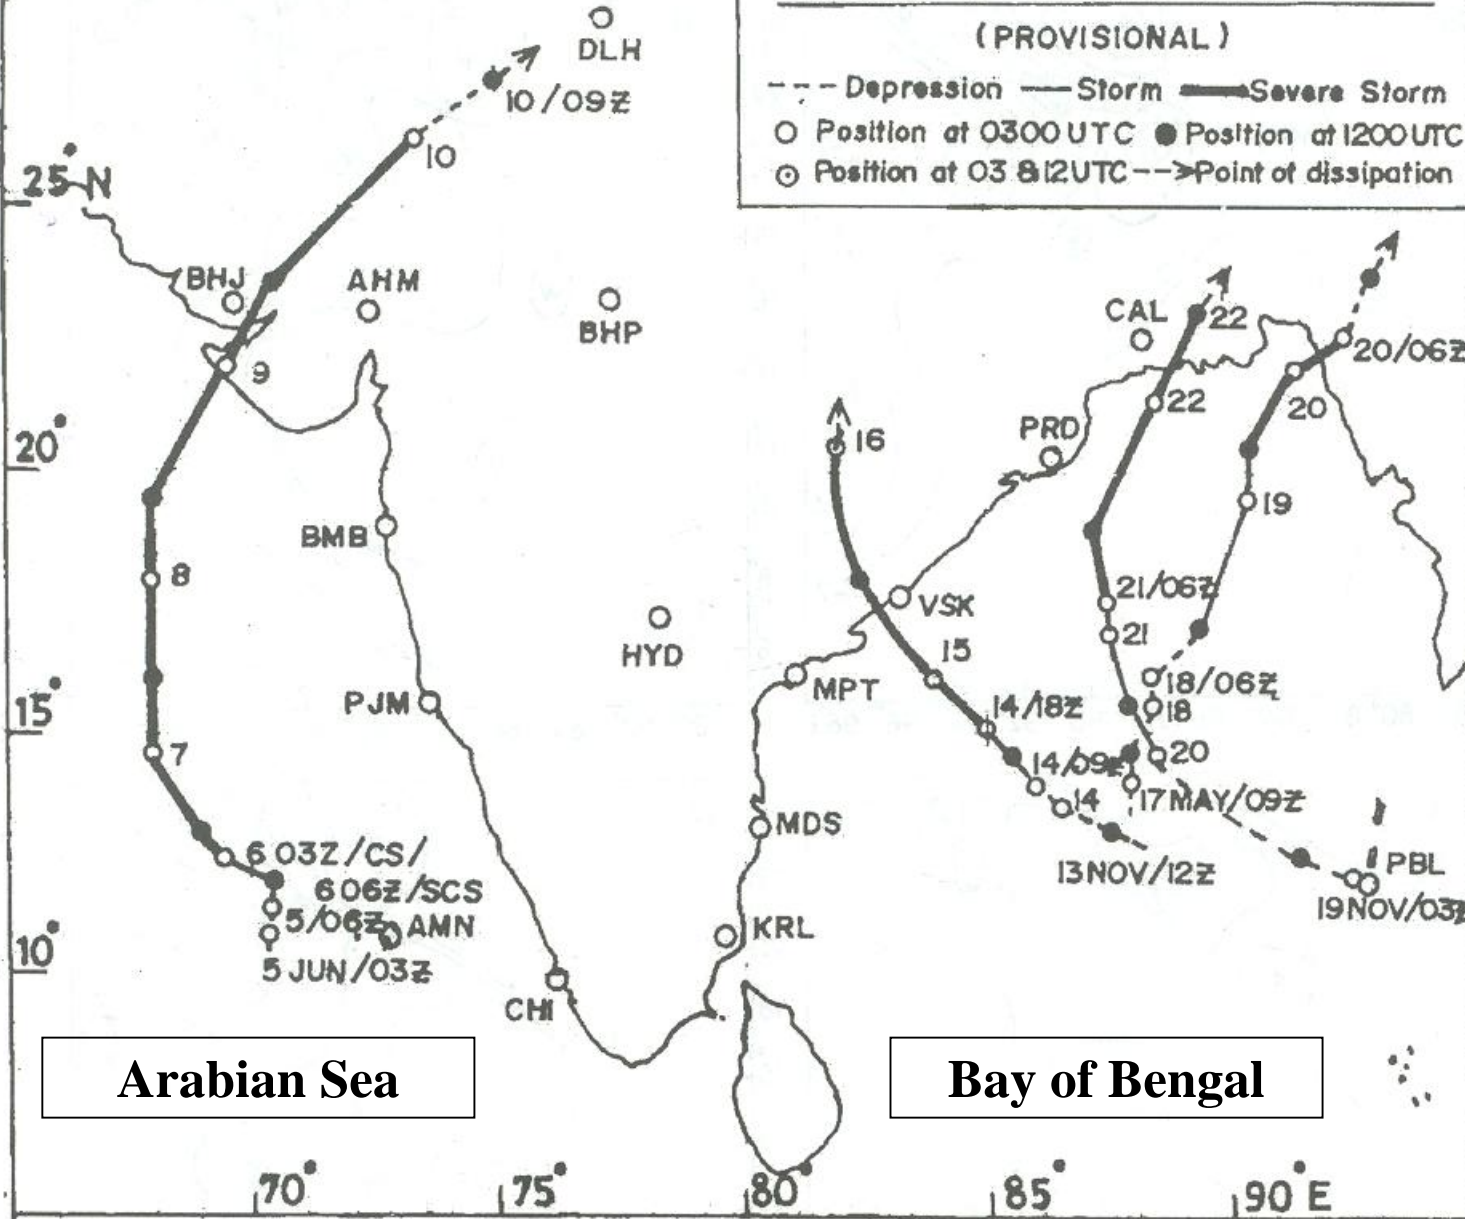 (PROVISIONAL)
Depression Storm Severe Storm
Position at 0300 UTC Position at 1200 UTC
Position at 03 &12UTC Point of dissipation
DLH
10/09Z
10
25°N
BHJ
AHM
BHP
CAL
22
20/06Z
9
22
20
20°
16
PRD
19
BMB
8
21/06Z
VSK
21
HYD
15
18/06Z
MPT
PJM
18
15°
14/18Z
7
20
14/09Z
14
17 MAY/09Z
MDS
6 03Z/CS/
13 NOV/12Z
PBL
6 06Z/SCS
19 NOV/03Z
5/06Z
AMN
KRL
10°
5 JUN/03Z
CHI
Arabian Sea
Bay of Bengal
70° 75° 80° 85° 90°E